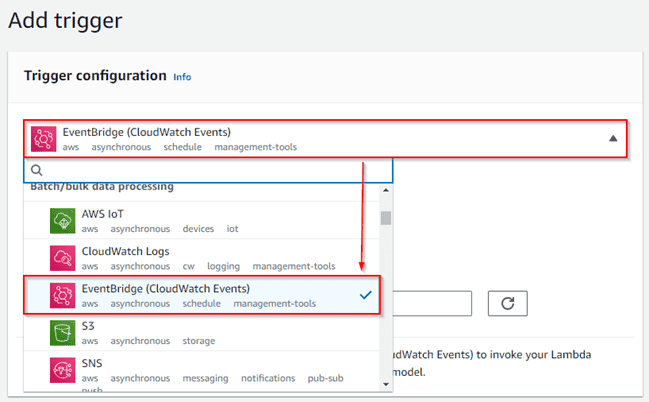 Add trigger
Trigger configuration Info
EventBridge (CloudWatch Events)
aws asynchronous schedule management-tools
Batch/bulk data processing
AWS IoT
aws asynchronous devices iot
CloudWatch Logs
aws asynchronous cw logging management-tools
EventBridge (CloudWatch Events)
aws asynchronous schedule management-tools
S3
aws asynchronous storage
SNS
aws asynchronous messaging notifications pub-sub
push
udWatch Events) to invoke your Lambda
model.